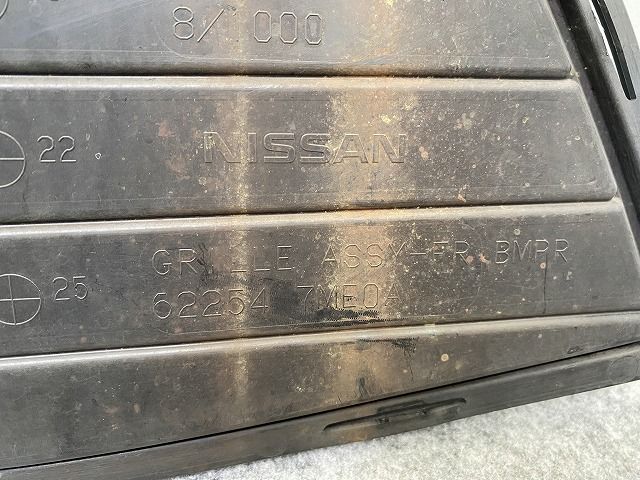 8/1000
22
NISSAN
GRILLE ASSY-FR BMPR
25
62254 7ME0A